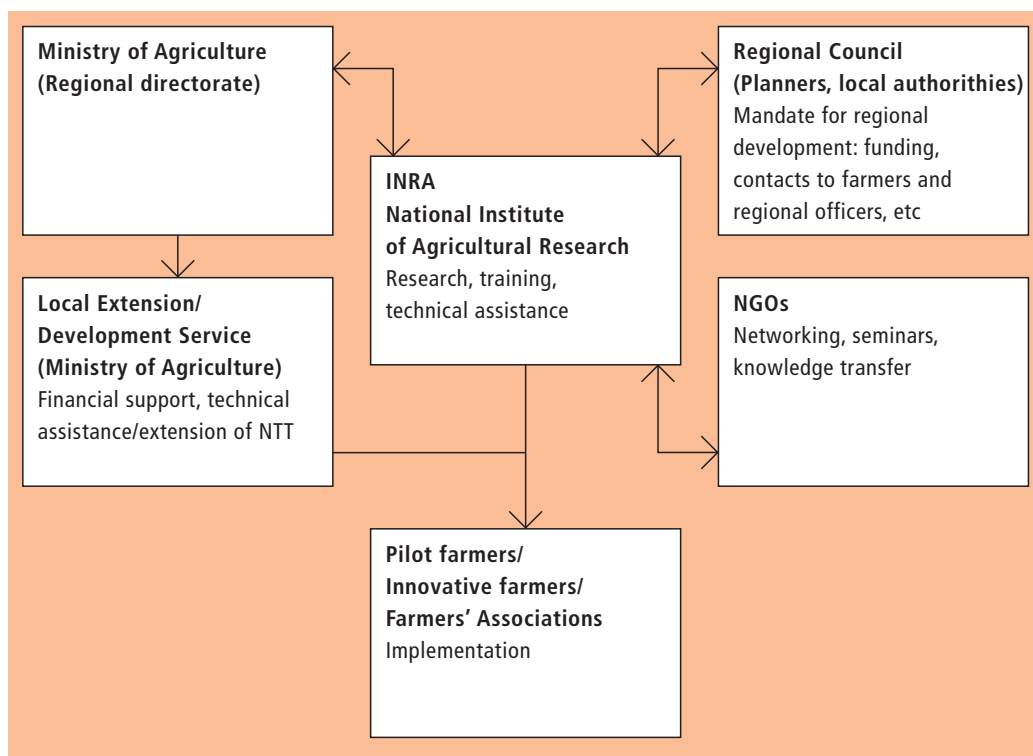 Ministry of Agriculture
(Regional directorate)
Regional Council
(Planners, local authorithies)
Mandate for regional
development: funding,
contacts to farmers and
regional officers, etc
INRA
National Institute
of Agricultural Research
Research, training,
technical assistance
Local Extension/
Development Service
(Ministry of Agriculture)
Financial support, technical
assistance/extension of NTT
NGOs
Networking, seminars,
knowledge transfer
Pilot farmers/
Innovative farmers/
Farmers’ Associations
Implementation